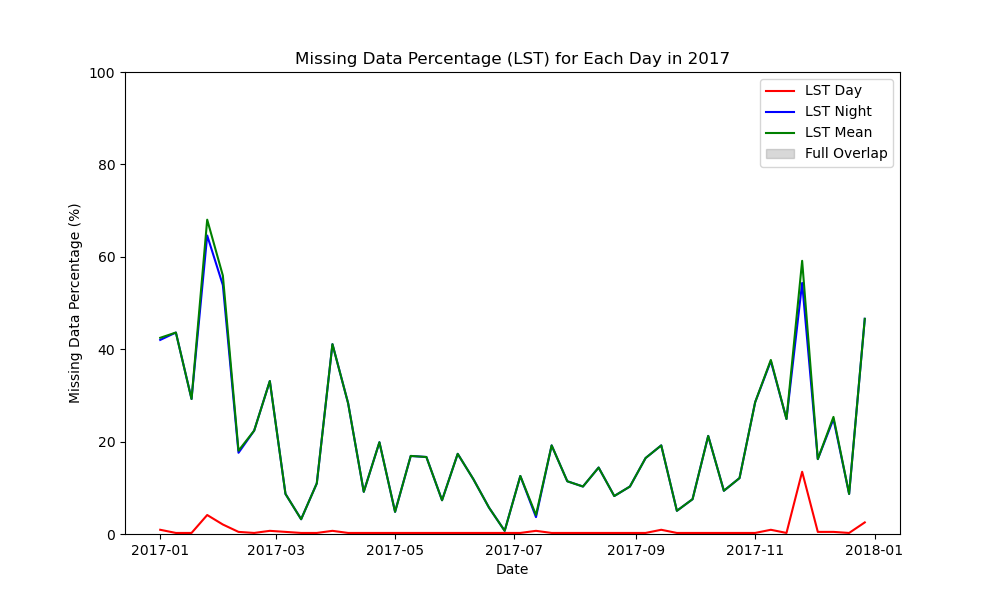 Missing Data Percentage (LST) for Each Day in 2017
LST Day
LST Night
LST Mean
Full Overlap
Missing Data Percentage (%)
100
80
60
40
20
0
2017-01
2017-03
2017-05
2017-07
2017-09
2017-11
2018-01
Date